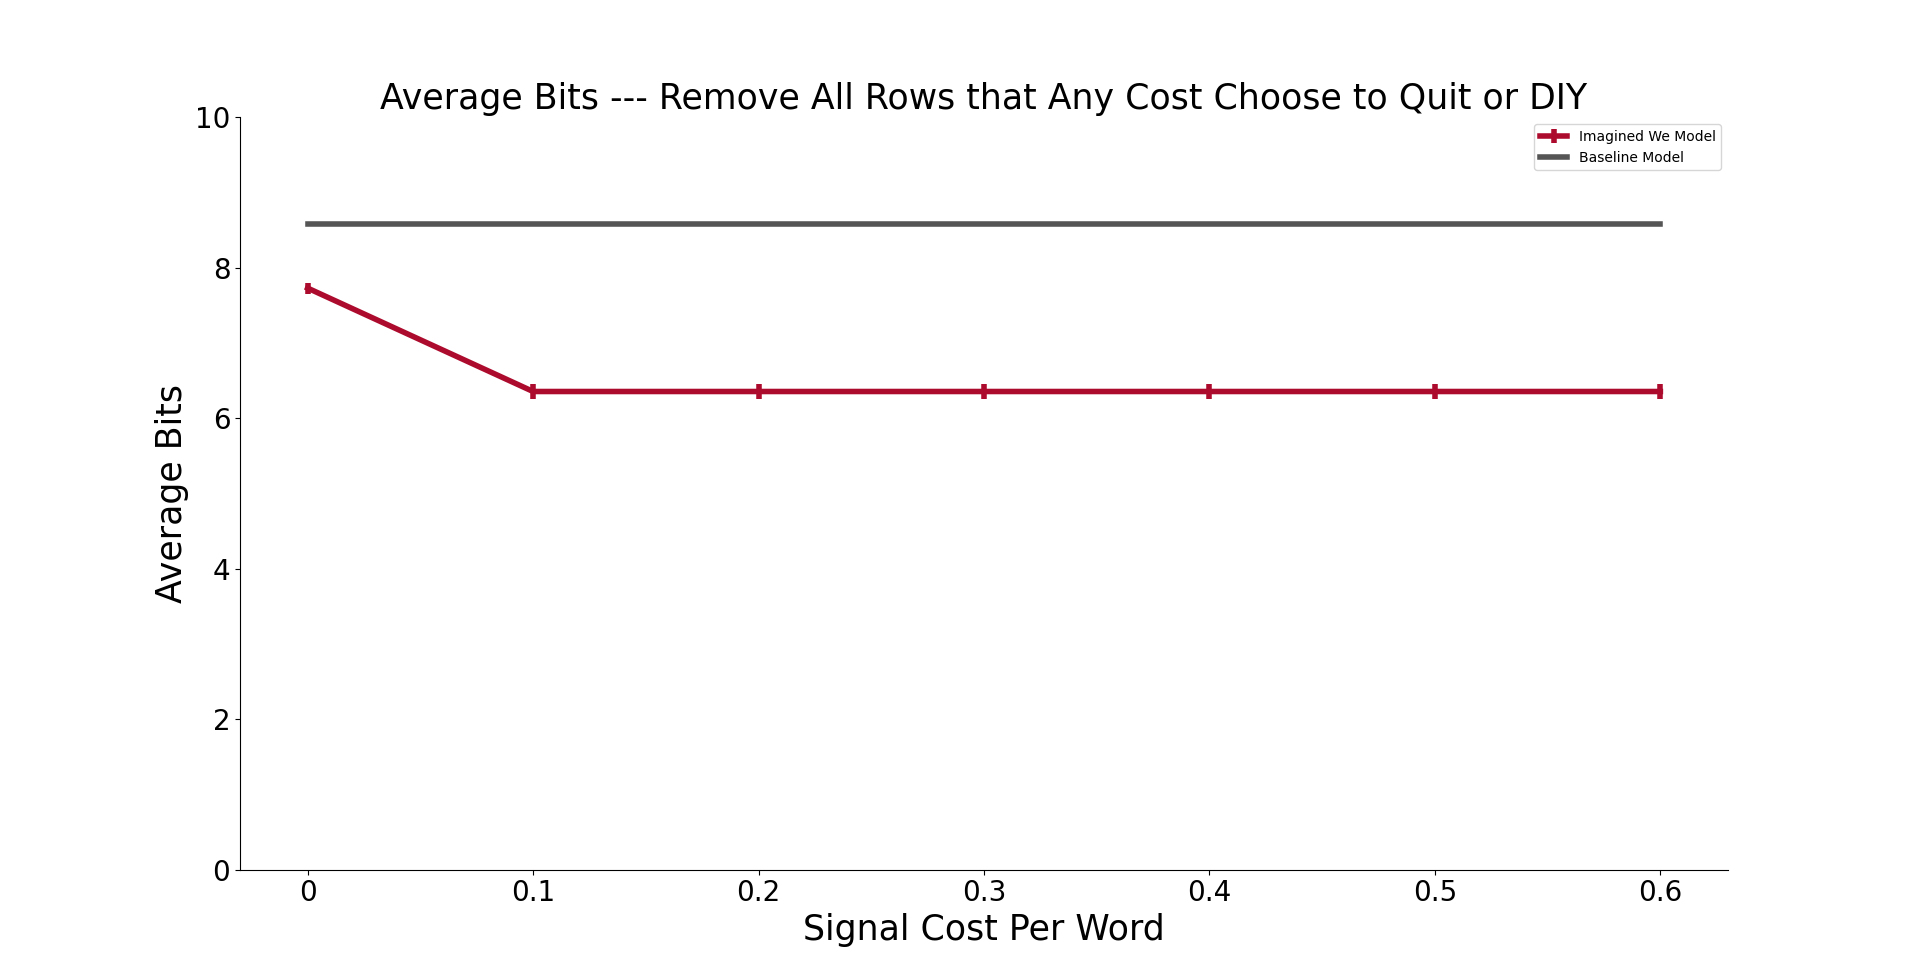 Average Bits --- Remove All Rows that Any Cost Choose to Quit or DIY
Imagined We Model
Baseline Model
10
8
6
4
2
0
Average Bits
0 0.1 0.2 0.3 0.4 0.5 0.6
Signal Cost Per Word